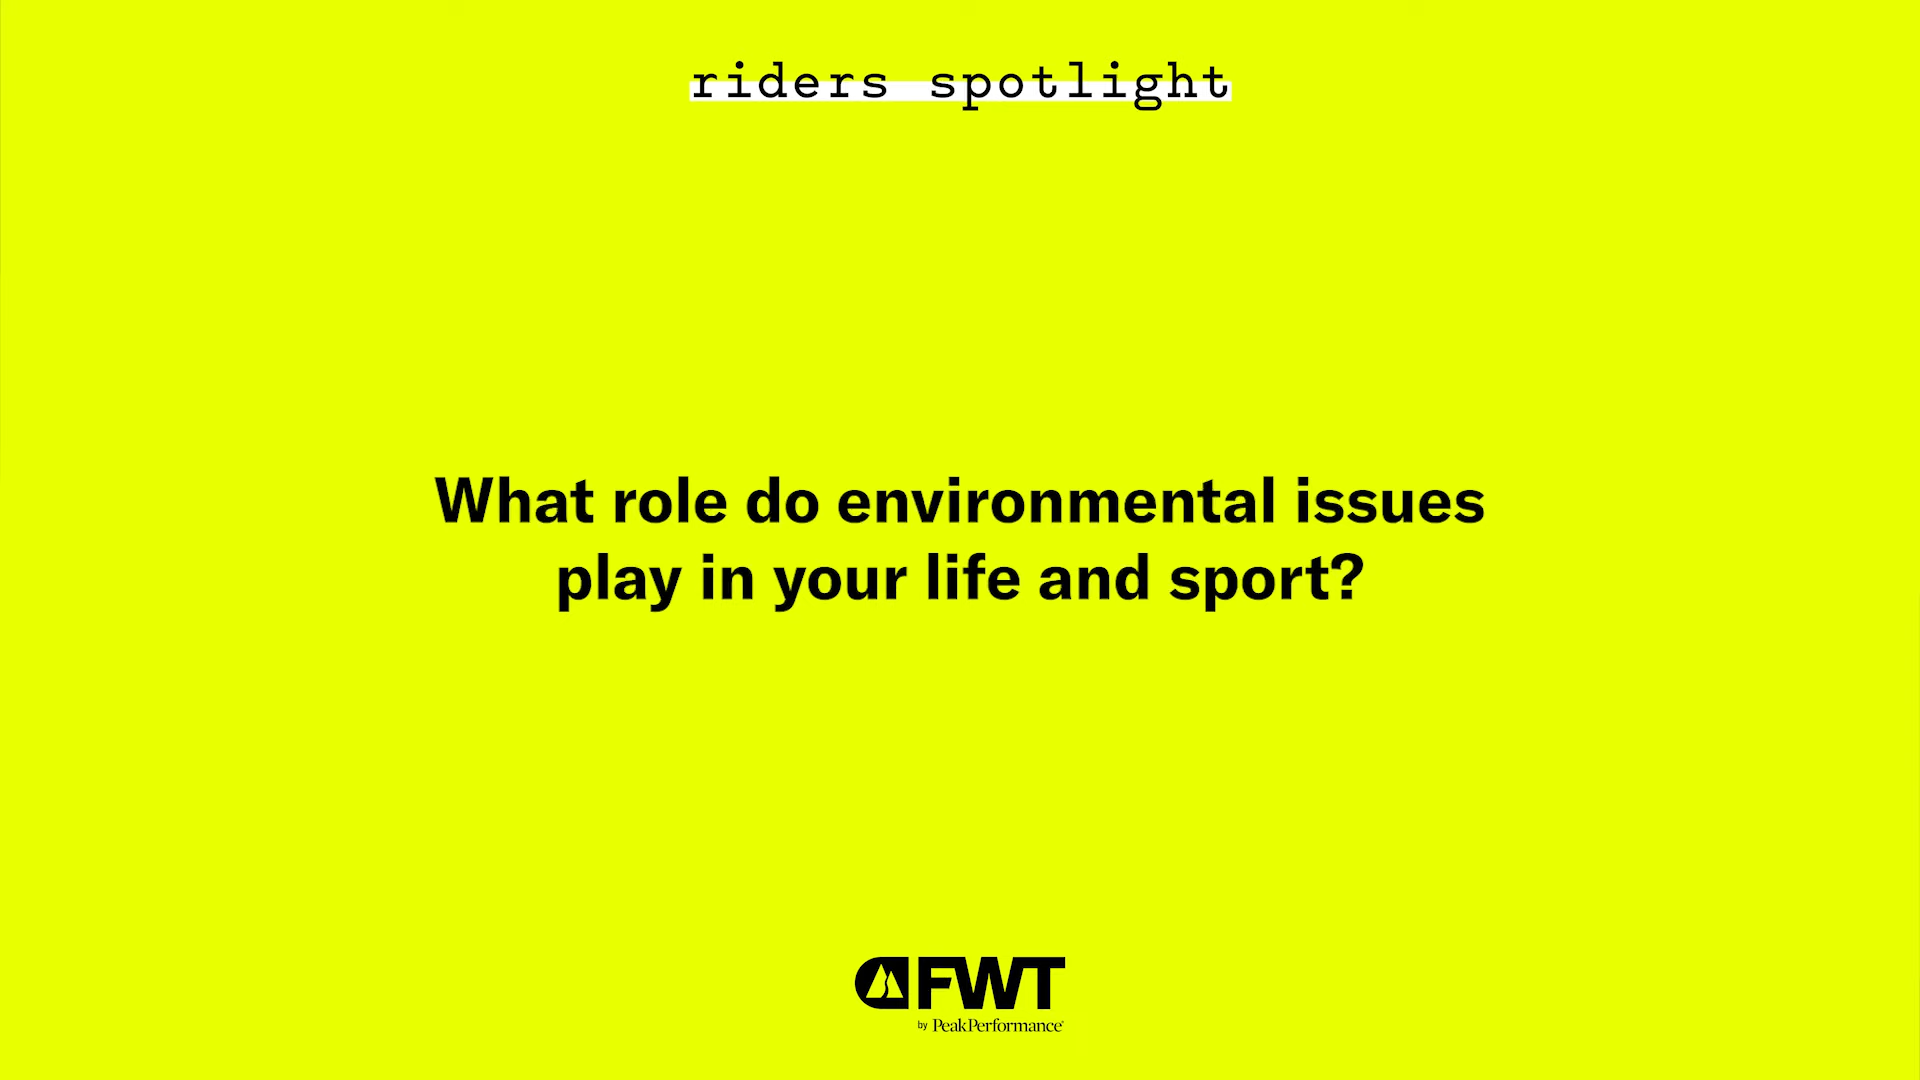 riders spotlight
What role do environmental issues
play in your life and sport?
FWT
by PeakPerformance